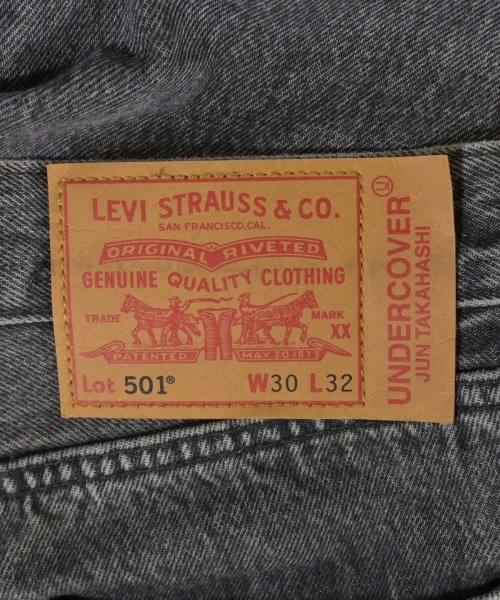 LEVI STRAUSS & CO.
SAN FRANCISCO, CAL.
ORIGINAL RIVETED
GENUINE QUALITY CLOTHING
TRADE MARK
XX
PATENTED MAY 20 1873
Lot 501® W30 L32
UNDERCOVER
JUN TAKAHASHI
U